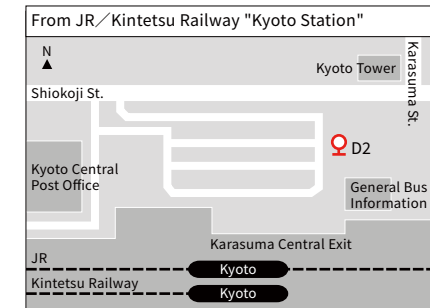 From JR／Kintetsu Railway "Kyoto Station"
N
Kyoto Tower
Karasuma St.
Shiokoji St.
D2
Kyoto Central
Post Office
General Bus
Information
Karasuma Central Exit
JR
Kyoto
Kintetsu Railway
Kyoto